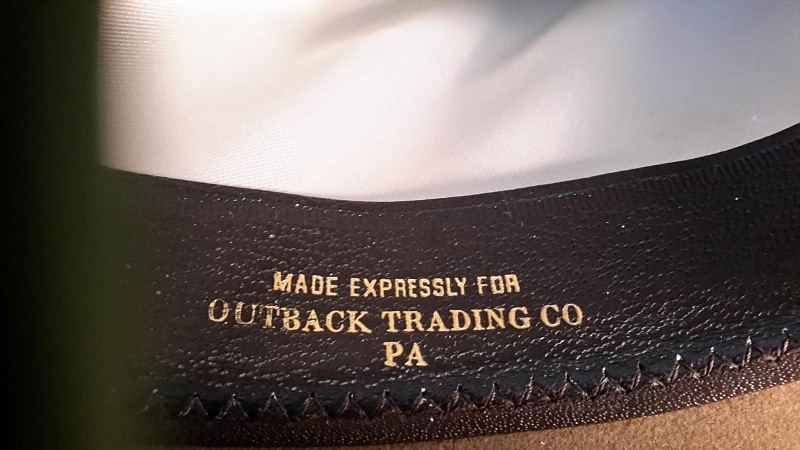 MADE EXPRESSLY FOR
OUTBACK TRADING CO
PA